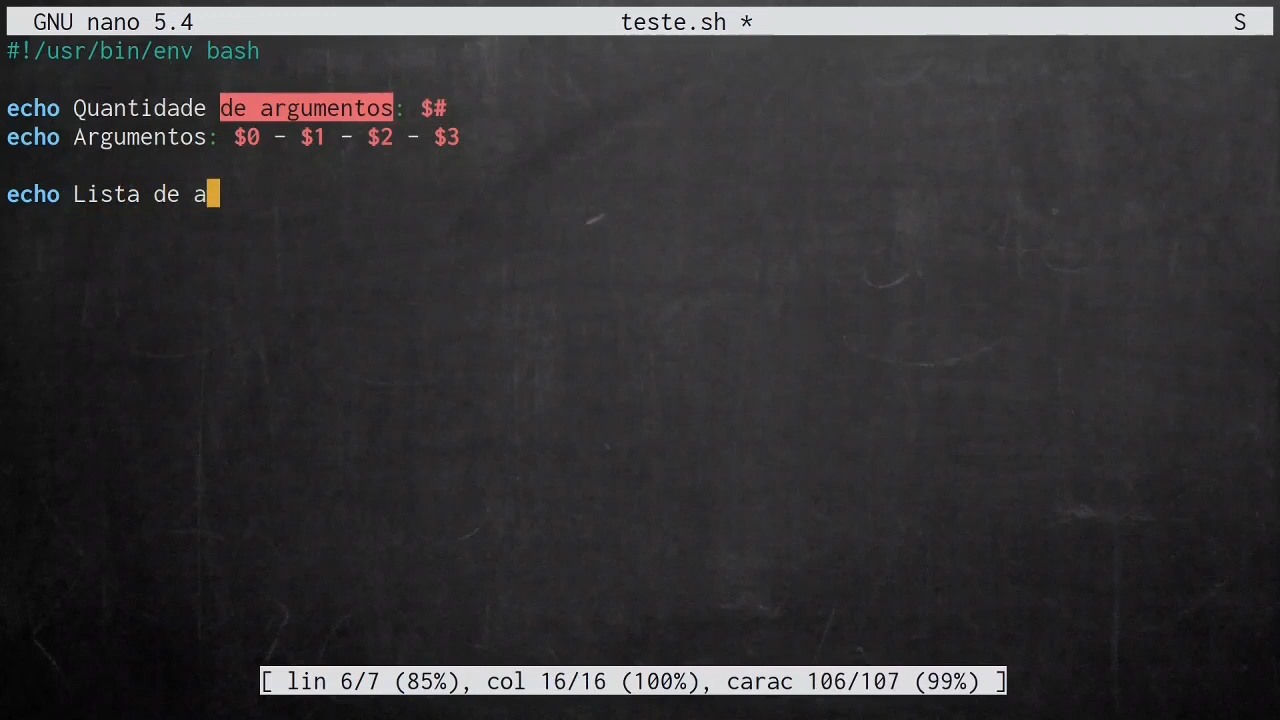 GNU nano 5.4 teste.sh * S
#!/usr/bin/env bash
echo Quantidade de argumentos: $#
echo Argumentos: $0 - $1 - $2 - $3
echo Lista de a
[ lin 6/7 (85%), col 16/16 (100%), carac 106/107 (99%) ]